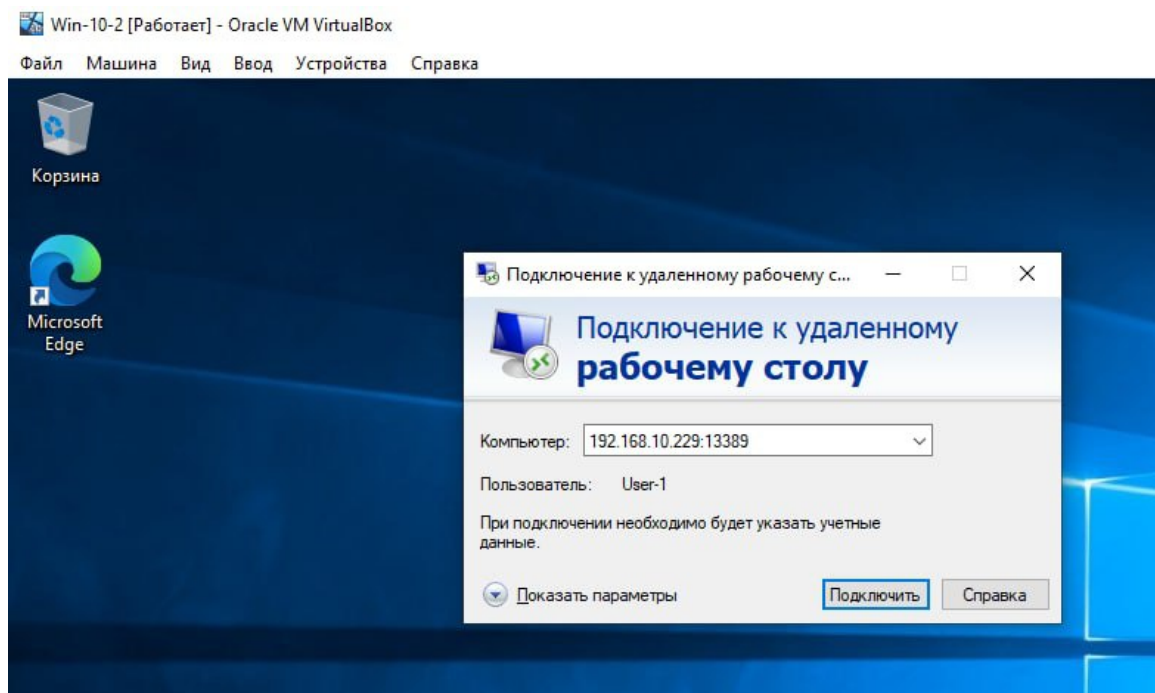 Win-10-2 [Работает] - Oracle VM VirtualBox
Файл Машина Вид Ввод Устройства Справка
Корзина
Microsoft
Edge
Подключение к удаленному рабочему с...
Подключение к удаленному
рабочему столу
Компьютер: 192.168.10.229:13389
Пользователь: User-1
При подключении необходимо будет указать учетные
данные.
Показать параметры Подключить Справка